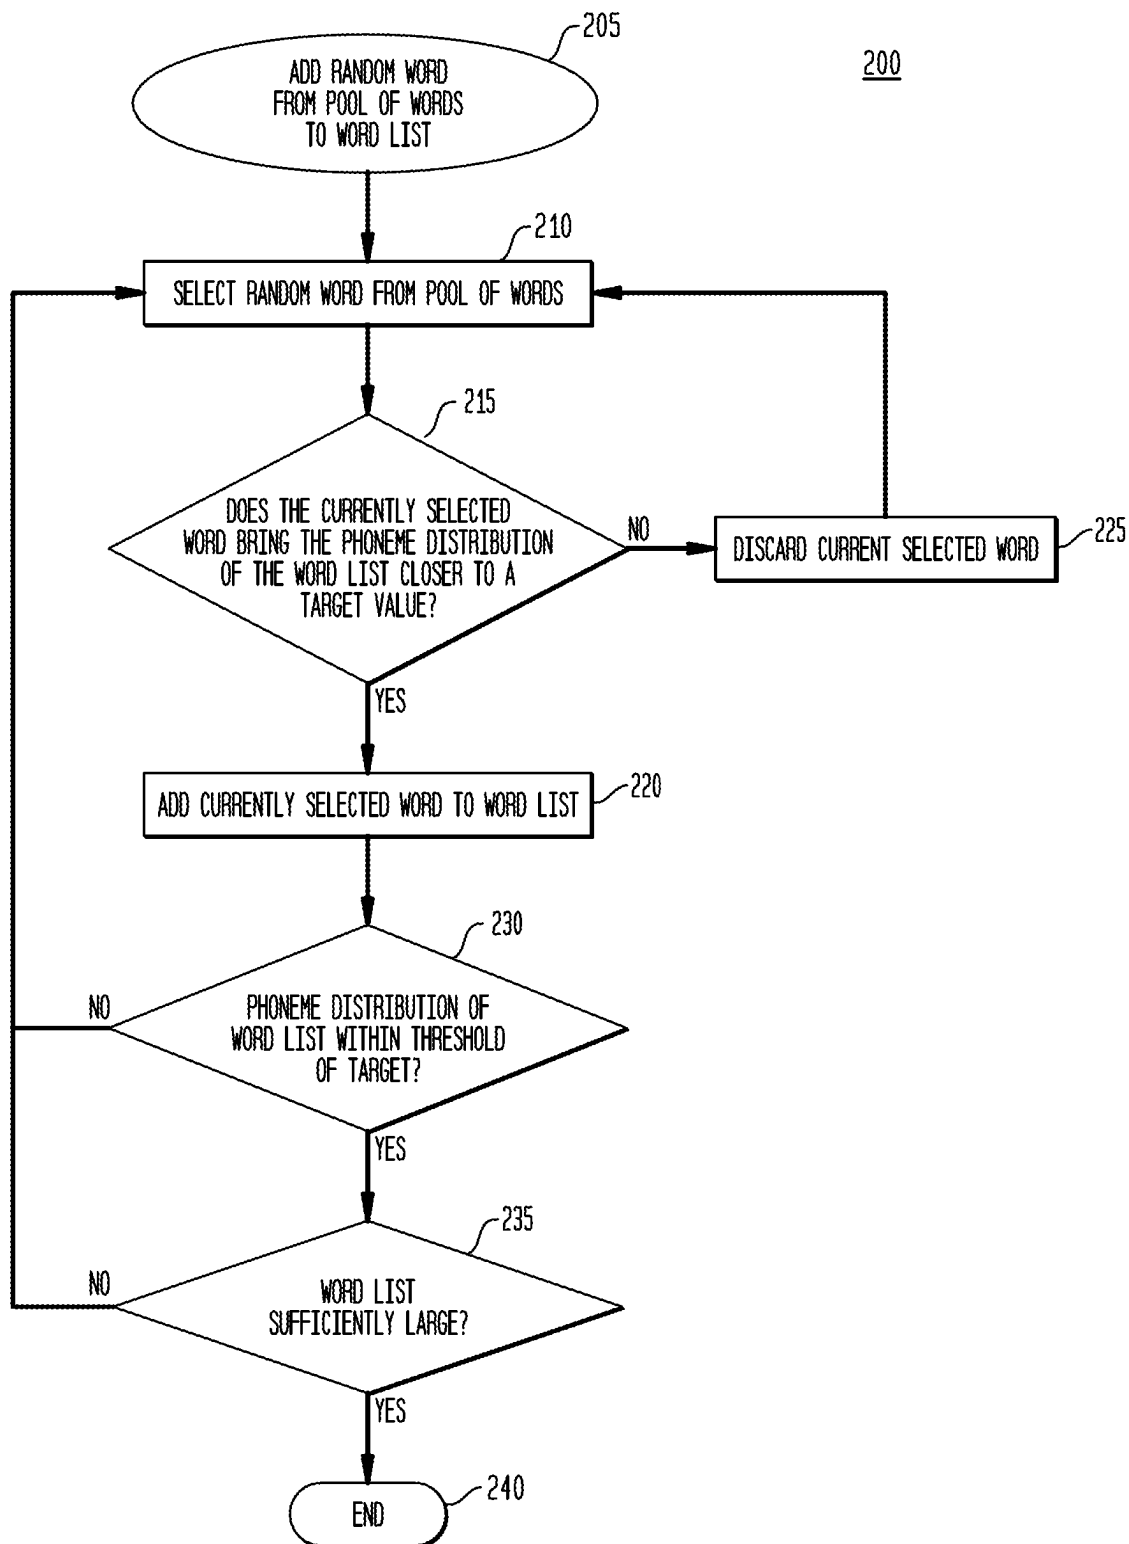 205
200
ADD RANDOM WORD
FROM POOL OF WORDS
TO WORD LIST
210
SELECT RANDOM WORD FROM POOL OF WORDS
215
DOES THE CURRENTLY SELECTED
WORD BRING THE PHONEME DISTRIBUTION
OF THE WORD LIST CLOSER TO A
TARGET VALUE?
NO
DISCARD CURRENT SELECTED WORD
225
YES
ADD CURRENTLY SELECTED WORD TO WORD LIST
220
230
PHONEME DISTRIBUTION OF
WORD LIST WITHIN THRESHOLD
OF TARGET?
NO
YES
235
WORD LIST
SUFFICIENTLY LARGE?
NO
YES
END
240